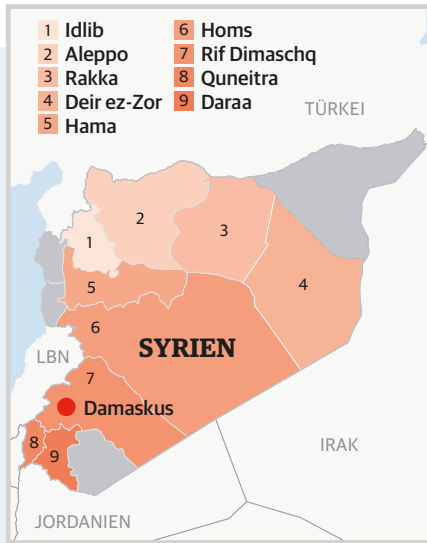 1 Idlib
2 Aleppo
3 Rakka
4 Deir ez-Zor
5 Hama
6 Homs
7 Rif Dimaschq
8 Quneitra
9 Daraa
TÜRKEI
2
3
1
4
5
6
SYRIEN
LBN
7
Damaskus
8
9
IRAK
JORDANIEN